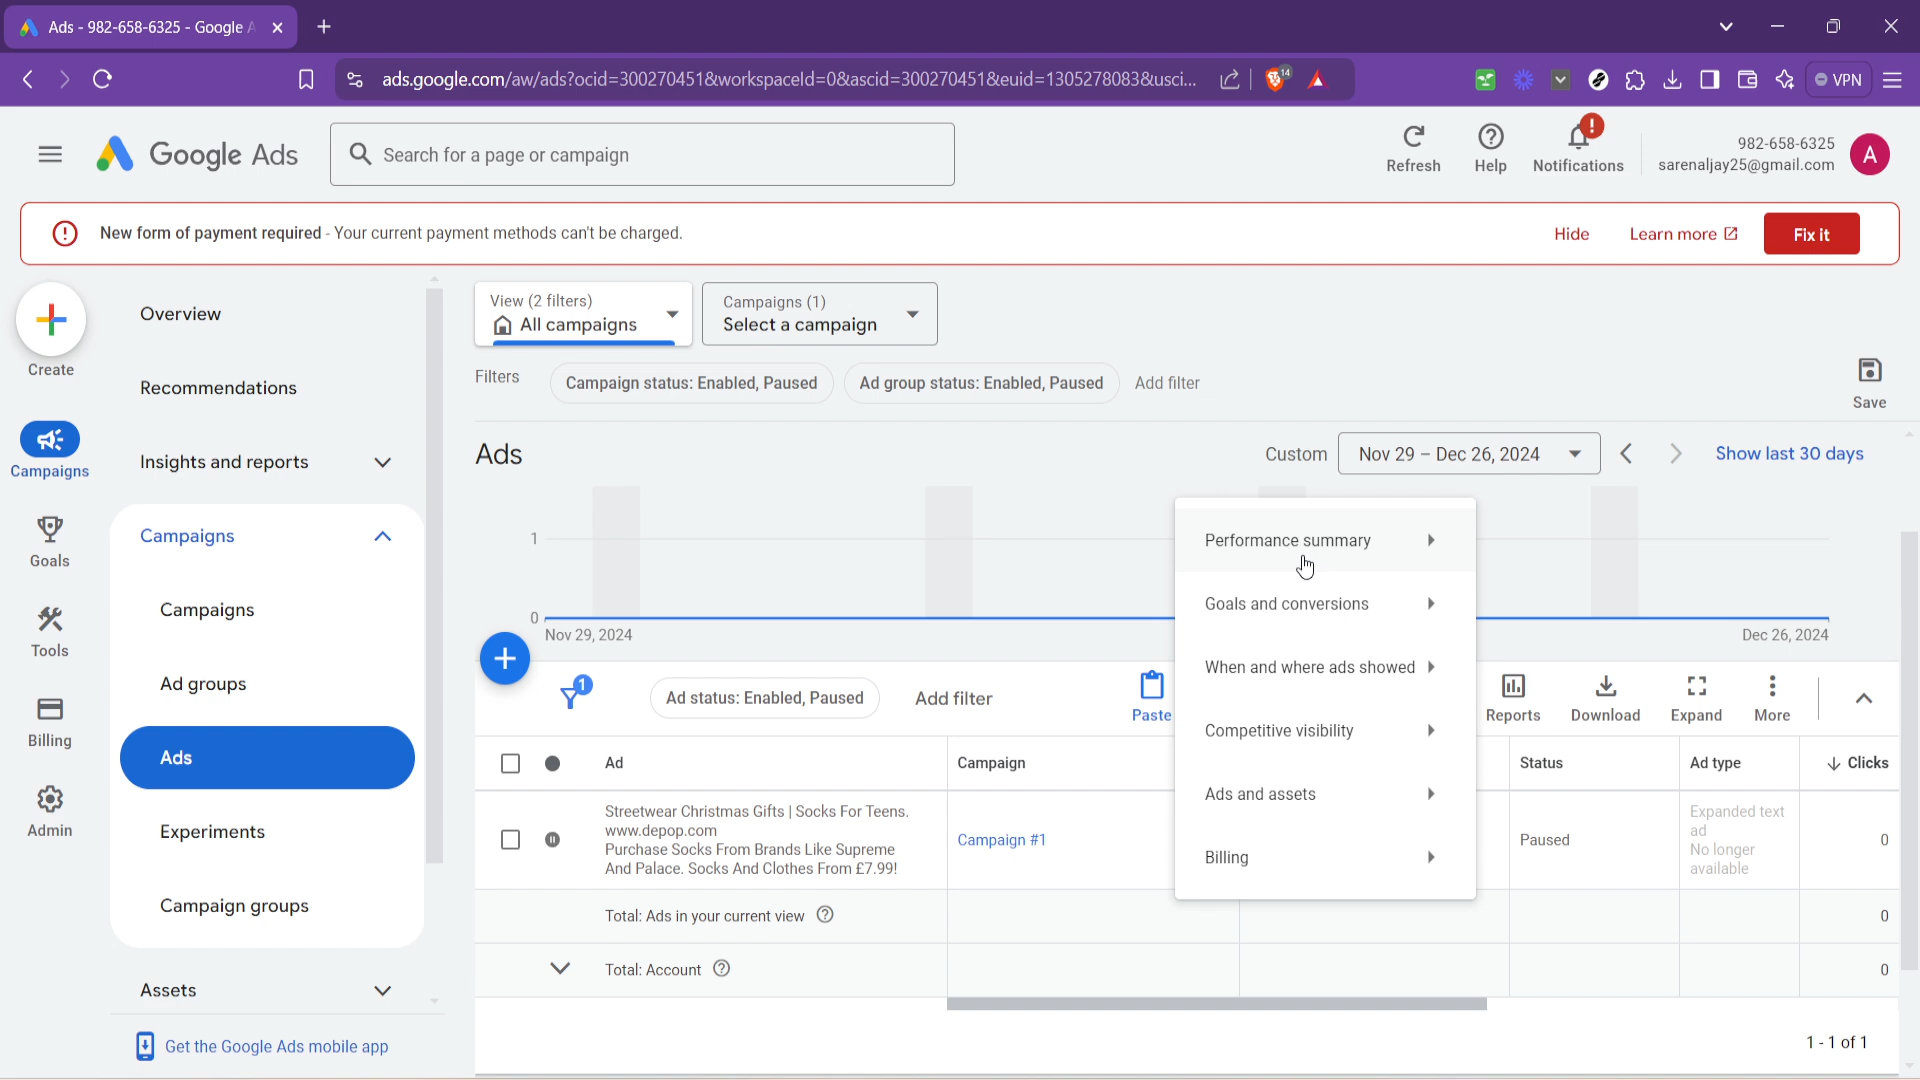 Ads - 982-658-6325 - Google A
ads.google.com/aw/ads?ocid=300270451&workspaceId=0&ascid=300270451&euid=1305278083&usci...
14
VPN
Google Ads
Search for a page or campaign
Refresh
Help
Notifications
982-658-6325
sarenaljay25@gmail.com
A
New form of payment required - Your current payment methods can't be charged.
Hide
Learn more
Fix it
Create
Campaigns
Goals
Tools
Billing
Admin
Overview
Recommendations
Insights and reports
Campaigns
Campaigns
Ad groups
Ads
Experiments
Campaign groups
Assets
Get the Google Ads mobile app
View (2 filters)
All campaigns
Campaigns (1)
Select a campaign
Filters
Campaign status: Enabled, Paused
Ad group status: Enabled, Paused
Add filter
Save
Ads
Custom
Nov 29 – Dec 26, 2024
Show last 30 days
1
0
Nov 29, 2024
Dec 26, 2024
Performance summary
Goals and conversions
When and where ads showed
Competitive visibility
Ads and assets
Billing
1
Ad status: Enabled, Paused
Add filter
Paste
Reports
Download
Expand
More
Ad
Campaign
Status
Ad type
Clicks
Streetwear Christmas Gifts | Socks For Teens.
www.depop.com
Purchase Socks From Brands Like Supreme
And Palace. Socks And Clothes From £7.99!
Campaign #1
Paused
Expanded text
ad
No longer
available
0
Total: Ads in your current view
0
Total: Account
0
1 - 1 of 1